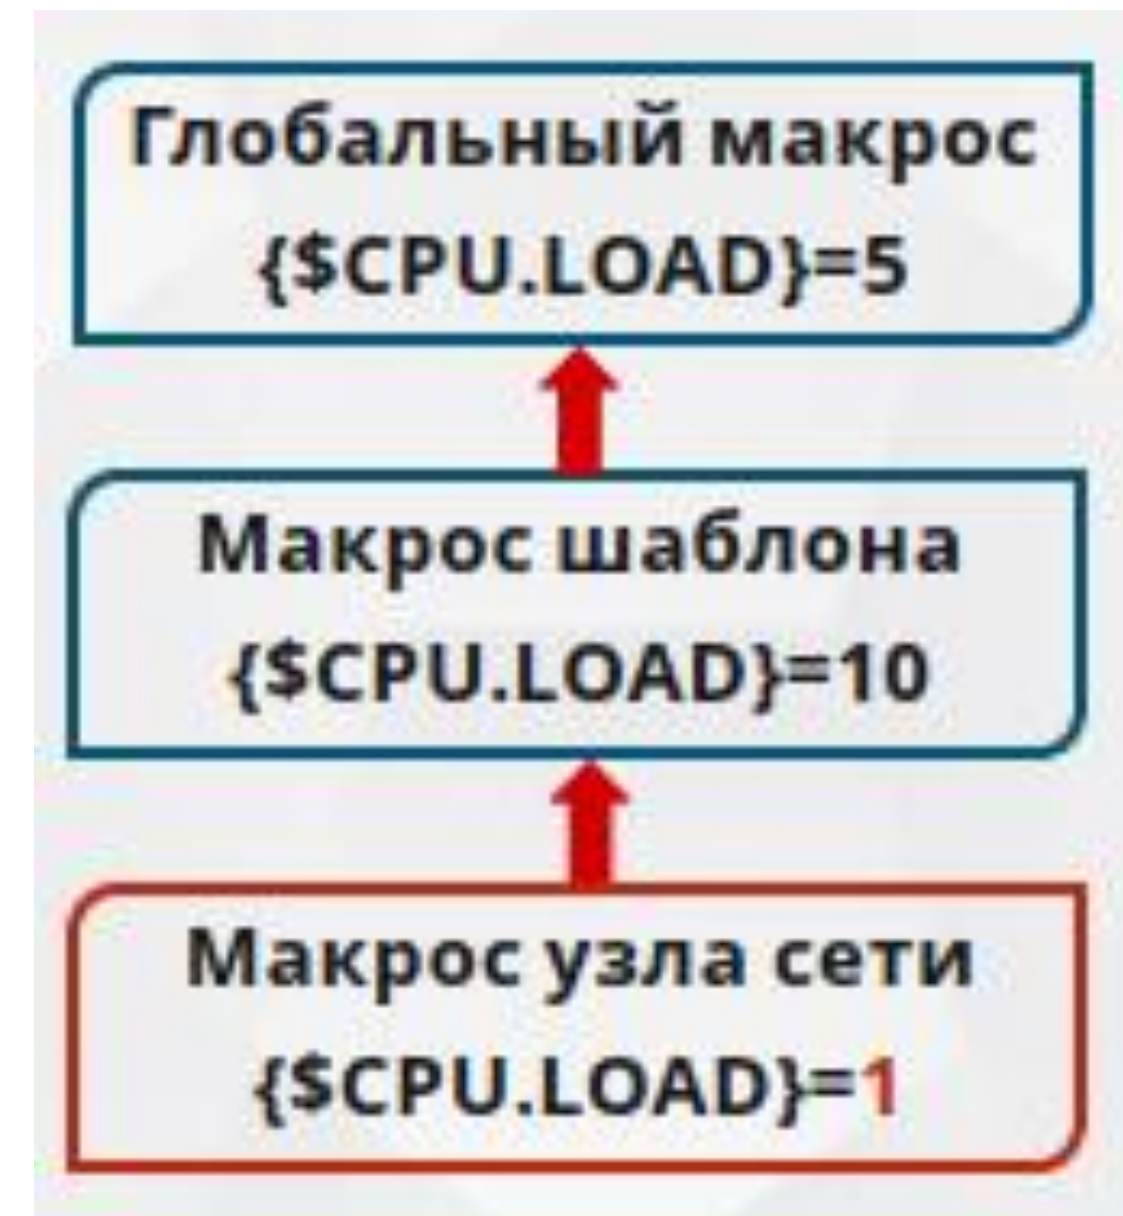 Глобальный макрос
{$CPU.LOAD}=5
Макрос шаблона
{$CPU.LOAD}=10
Макрос узла сети
{$CPU.LOAD}=1